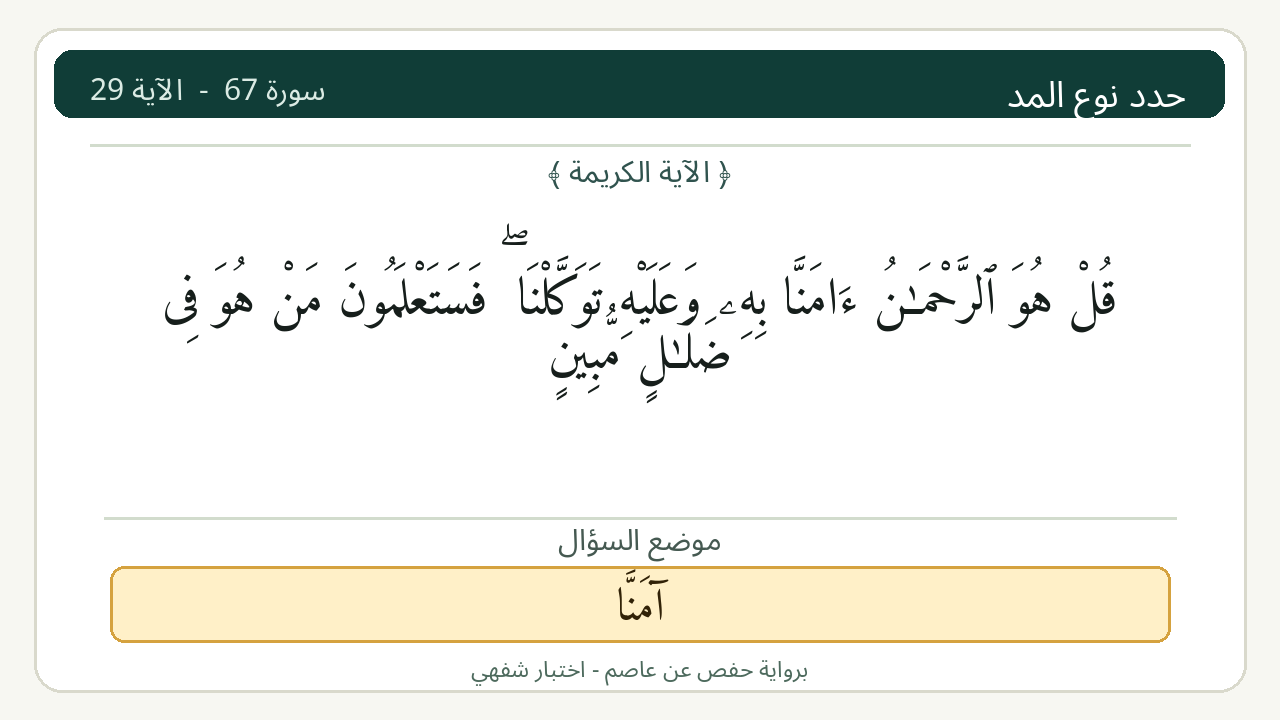 حدد نوع المد
سورة 67 - الآية 29
﴿ الآية الكريمة ﴾
قُلْ هُوَ ٱلرَّحْمَـٰنُ ءَامَنَّا بِهِۦ وَعَلَيْهِ تَوَكَّلْنَا ۖ فَسَتَعْلَمُونَ مَنْ هُوَ فِى
ضَلَـٰلٍ مُّبِينٍ
موضع السؤال
آمَنَّا
برواية حفص عن عاصم - اختبار شفهي